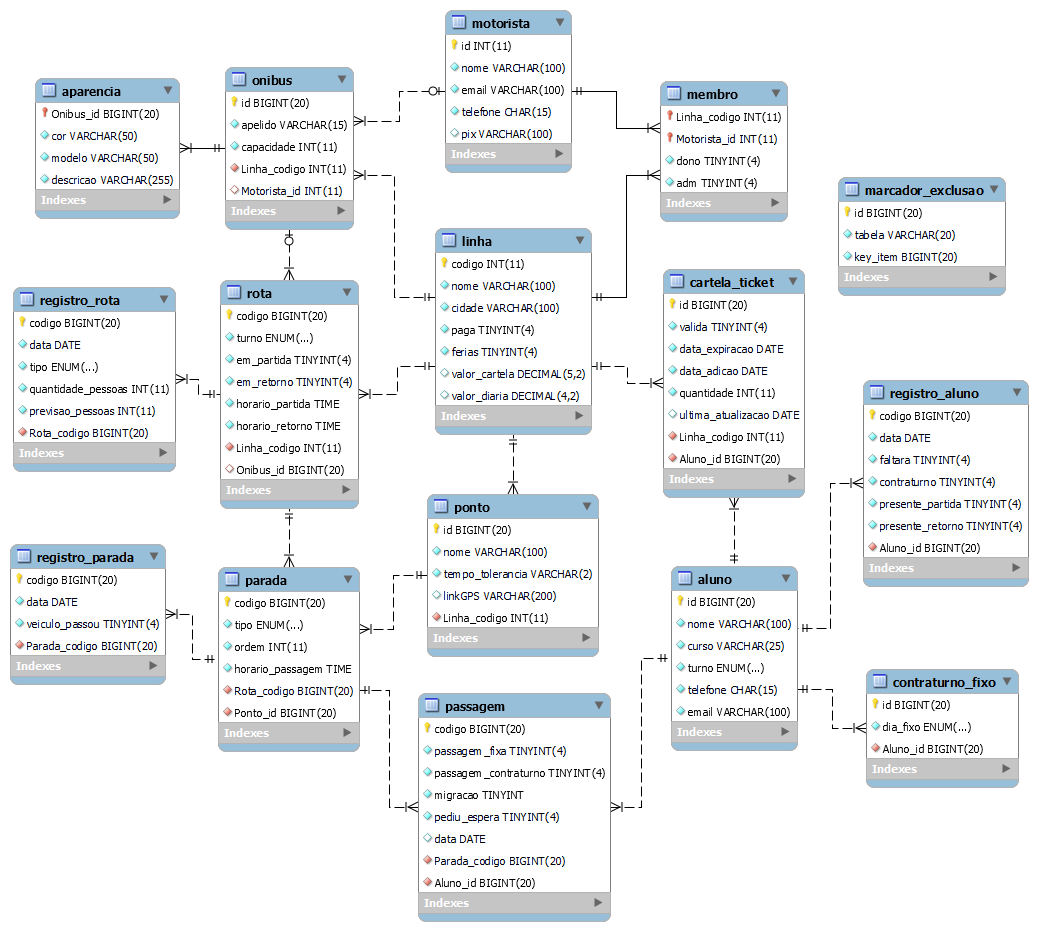 motorista
id INT(11)
nome VARCHAR(100)
email VARCHAR(100)
telefone CHAR(15)
pix VARCHAR(100)
Indexes
aparencia
Onibus_id BIGINT(20)
cor VARCHAR(50)
modelo VARCHAR(50)
descricao VARCHAR(255)
Indexes
onibus
id BIGINT(20)
apelido VARCHAR(15)
capacidade INT(11)
Linha_codigo INT(11)
Motorista_id INT(11)
Indexes
membro
Linha_codigo INT(11)
Motorista_id INT(11)
dono TINYINT(4)
adm TINYINT(4)
Indexes
marcador_exclusao
id BIGINT(20)
tabela VARCHAR(20)
key_item BIGINT(20)
Indexes
linha
codigo INT(11)
nome VARCHAR(100)
cidade VARCHAR(100)
paga TINYINT(4)
ferias TINYINT(4)
valor_cartela DECIMAL(5,2)
valor_diaria DECIMAL(4,2)
Indexes
registro_rota
codigo BIGINT(20)
data DATE
tipo ENUM(...)
quantidade_pessoas INT(11)
previsao_pessoas INT(11)
Rota_codigo BIGINT(20)
Indexes
rota
codigo BIGINT(20)
turno ENUM(...)
em_partida TINYINT(4)
em_retorno TINYINT(4)
horario_partida TIME
horario_retorno TIME
Linha_codigo INT(11)
Onibus_id BIGINT(20)
Indexes
cartela_ticket
id BIGINT(20)
valida TINYINT(4)
data_expiracao DATE
data_adicao DATE
quantidade INT(11)
ultima_atualizacao DATE
Linha_codigo INT(11)
Aluno_id BIGINT(20)
Indexes
registro_aluno
codigo BIGINT(20)
data DATE
faltara TINYINT(4)
contraturno TINYINT(4)
presente_partida TINYINT(4)
presente_retorno TINYINT(4)
Aluno_id BIGINT(20)
Indexes
ponto
id BIGINT(20)
nome VARCHAR(100)
tempo_tolerancia VARCHAR(2)
linkGPS VARCHAR(200)
Linha_codigo INT(11)
Indexes
registro_parada
codigo BIGINT(20)
data DATE
veiculo_passou TINYINT(4)
Parada_codigo BIGINT(20)
Indexes
parada
codigo BIGINT(20)
tipo ENUM(...)
ordem INT(11)
horario_passagem TIME
Rota_codigo BIGINT(20)
Ponto_id BIGINT(20)
Indexes
aluno
id BIGINT(20)
nome VARCHAR(100)
curso VARCHAR(25)
turno ENUM(...)
telefone CHAR(15)
email VARCHAR(100)
Indexes
contraturno_fixo
id BIGINT(20)
dia_fixo ENUM(...)
Aluno_id BIGINT(20)
Indexes
passagem
codigo BIGINT(20)
passagem_fixa TINYINT(4)
passagem_contraturno TINYINT(4)
migracao TINYINT
pediu_espera TINYINT(4)
data DATE
Parada_codigo BIGINT(20)
Aluno_id BIGINT(20)
Indexes